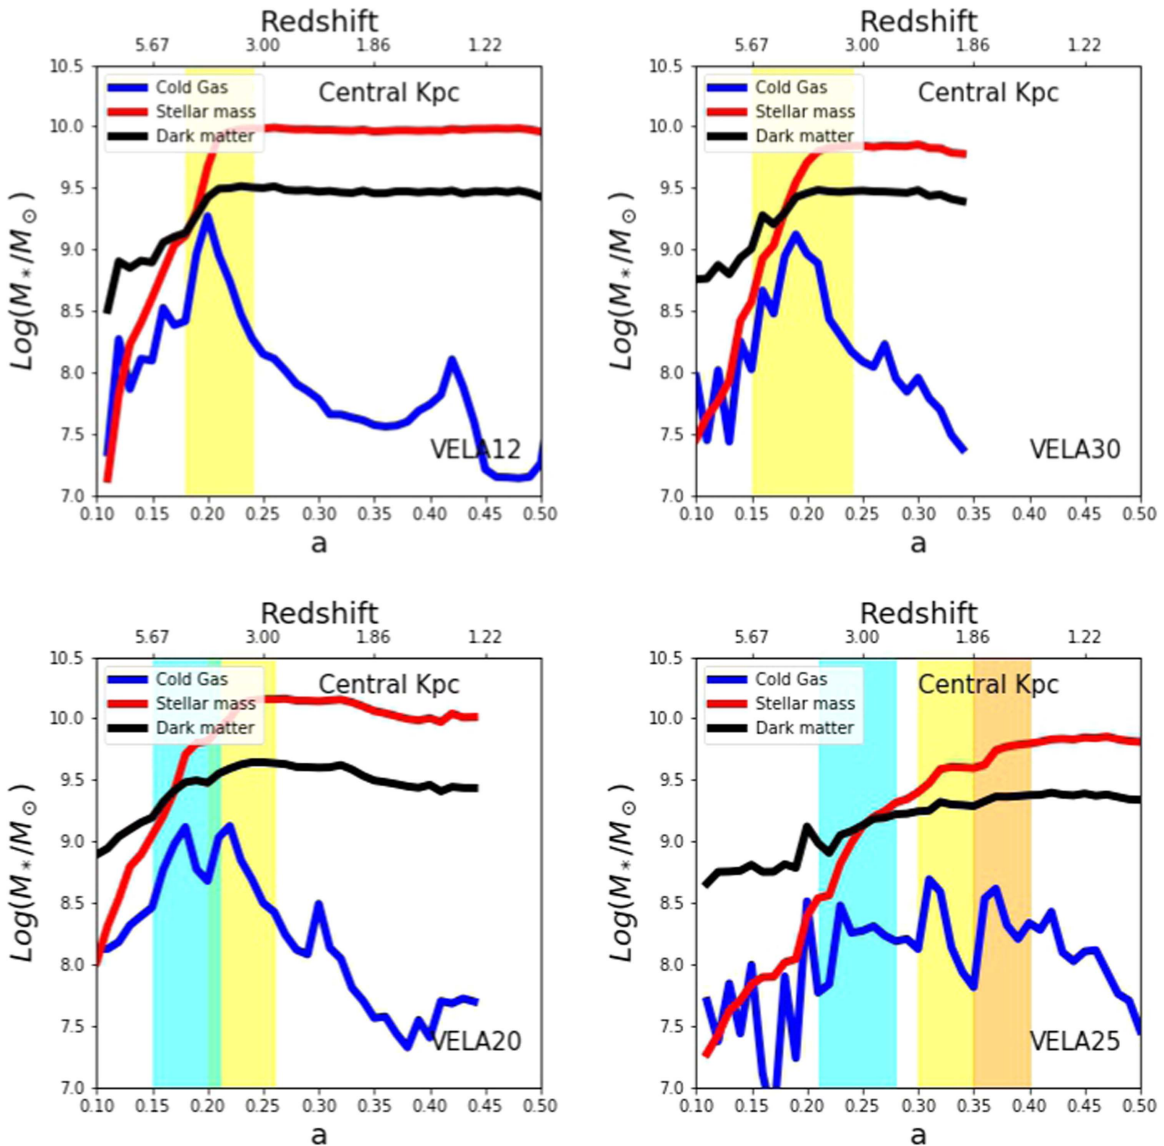 Redshift
5.67 3.00 1.86 1.22
Cold Gas
Stellar mass
Dark matter
Central Kpc
VELA12
Log(M*/M⊙)
10.5
10.0
9.5
9.0
8.5
8.0
7.5
7.0
0.10 0.15 0.20 0.25 0.30 0.35 0.40 0.45 0.50
a
Redshift
5.67 3.00 1.86 1.22
Cold Gas
Stellar mass
Dark matter
Central Kpc
VELA30
Log(M*/M⊙)
10.5
10.0
9.5
9.0
8.5
8.0
7.5
7.0
0.10 0.15 0.20 0.25 0.30 0.35 0.40 0.45 0.50
a
Redshift
5.67 3.00 1.86 1.22
Cold Gas
Stellar mass
Dark matter
Central Kpc
VELA20
Log(M*/M⊙)
10.5
10.0
9.5
9.0
8.5
8.0
7.5
7.0
0.10 0.15 0.20 0.25 0.30 0.35 0.40 0.45 0.50
a
Redshift
5.67 3.00 1.86 1.22
Cold Gas
Stellar mass
Dark matter
Central Kpc
VELA25
Log(M*/M⊙)
10.5
10.0
9.5
9.0
8.5
8.0
7.5
7.0
0.10 0.15 0.20 0.25 0.30 0.35 0.40 0.45 0.50
a